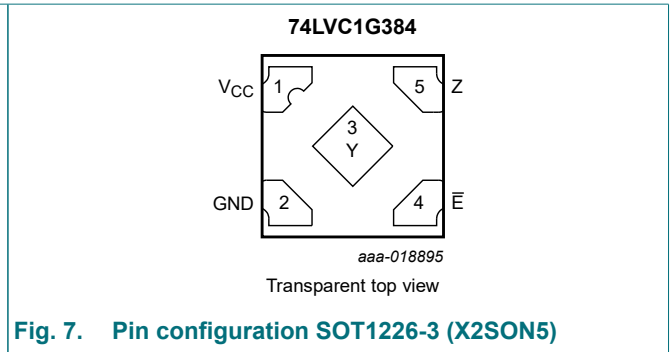 74LVC1G384
VCC 1 5 Z
3
Y
GND 2 4 E̅
aaa-018895
Transparent top view
Fig. 7. Pin configuration SOT1226-3 (X2SON5)